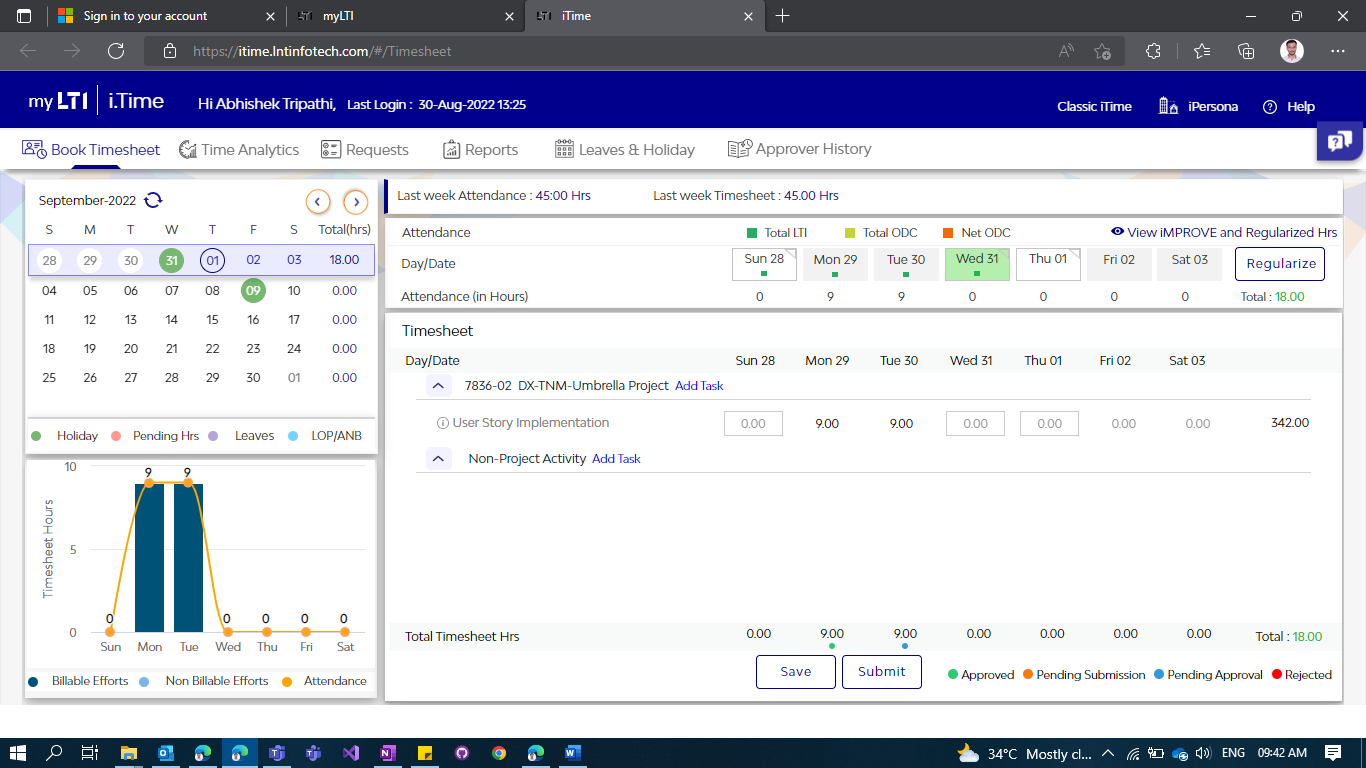 Sign in to your account
myLTI
iTime
https://itime.lntinfotech.com/#/Timesheet
my LTI i.Time Hi Abhishek Tripathi, Last Login : 30-Aug-2022 13:25 Classic iTime iPersona Help
Book Timesheet Time Analytics Requests Reports Leaves & Holiday Approver History
September-2022
S M T W T F S Total(hrs)
28 29 30 31 01 02 03 18.00
04 05 06 07 08 09 10 0.00
11 12 13 14 15 16 17 0.00
18 19 20 21 22 23 24 0.00
25 26 27 28 29 30 01 0.00
Holiday Pending Hrs Leaves LOP/ANB
Timesheet Hours
10
5
0
0 9 9 0 0 0 0
Sun Mon Tue Wed Thu Fri Sat
Billable Efforts Non Billable Efforts Attendance
Last week Attendance : 45:00 Hrs Last week Timesheet : 45.00 Hrs
Attendance Total LTI Total ODC Net ODC View iMPROVE and Regularized Hrs
Day/Date Sun 28 Mon 29 Tue 30 Wed 31 Thu 01 Fri 02 Sat 03 Regularize
Attendance (in Hours) 0 9 9 0 0 0 0 Total : 18.00
Timesheet
Day/Date Sun 28 Mon 29 Tue 30 Wed 31 Thu 01 Fri 02 Sat 03
7836-02 DX-TNM-Umbrella Project Add Task
User Story Implementation 0.00 9.00 9.00 0.00 0.00 0.00 0.00 342.00
Non-Project Activity Add Task
Total Timesheet Hrs 0.00 9.00 9.00 0.00 0.00 0.00 0.00 Total : 18.00
Save Submit Approved Pending Submission Pending Approval Rejected
34°C Mostly cl... ENG 09:42 AM